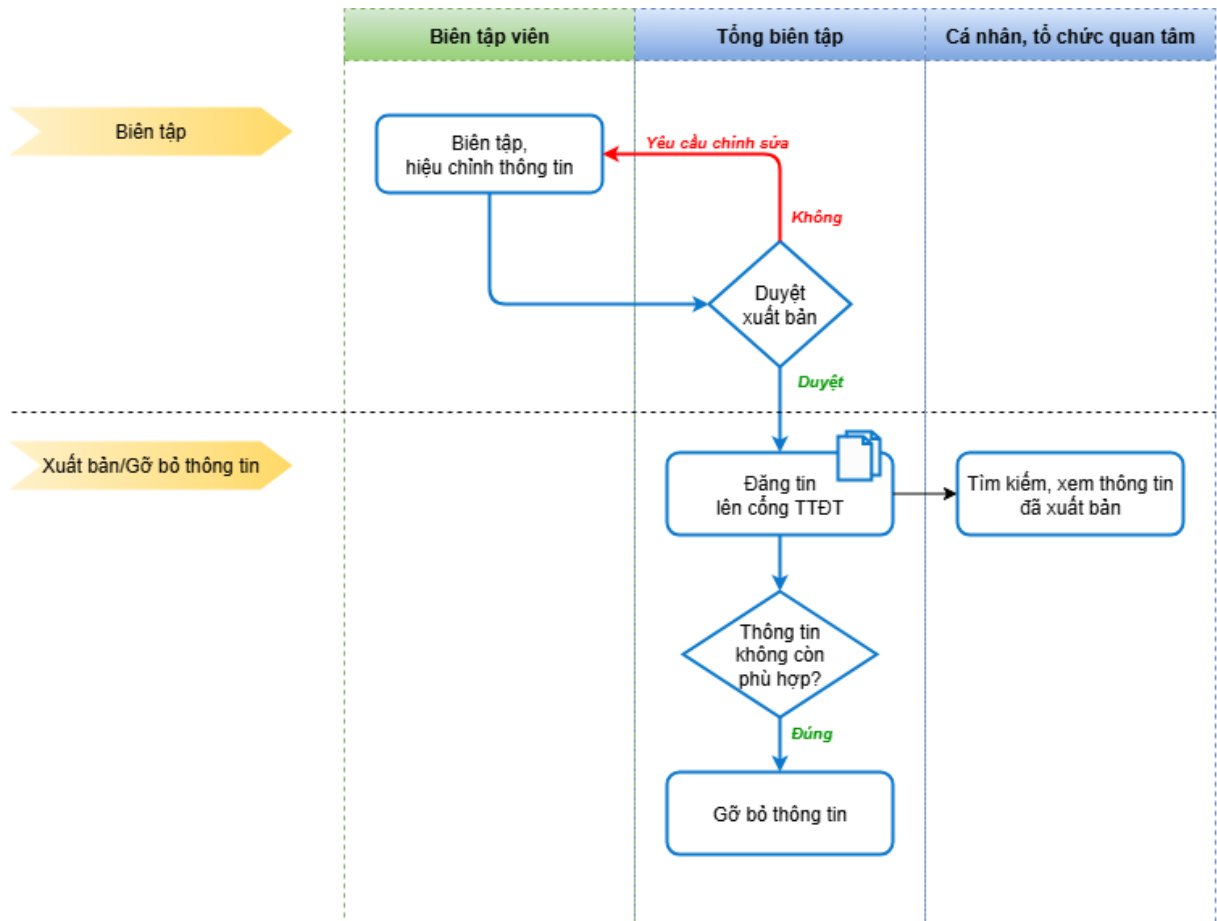 Biên tập viên
Tổng biên tập
Cá nhân, tổ chức quan tâm
Biên tập
Biên tập,
hiệu chỉnh thông tin
Yêu cầu chỉnh sửa
Không
Duyệt
xuất bản
Duyệt
Xuất bản/Gỡ bỏ thông tin
Đăng tin
lên cổng TTĐT
Tìm kiếm, xem thông tin
đã xuất bản
Thông tin
không còn
phù hợp?
Đúng
Gỡ bỏ thông tin